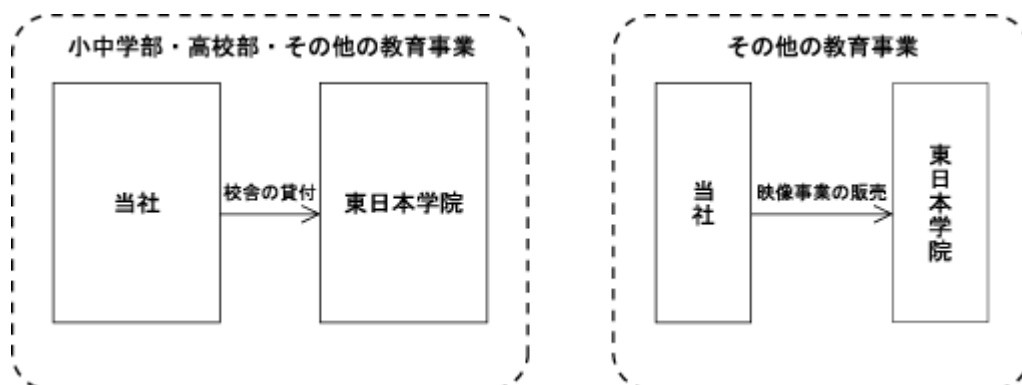 小中学部・高校部・その他の教育事業
当社
校舎の貸付
東日本学院
その他の教育事業
当社
映像事業の販売
東日本学院